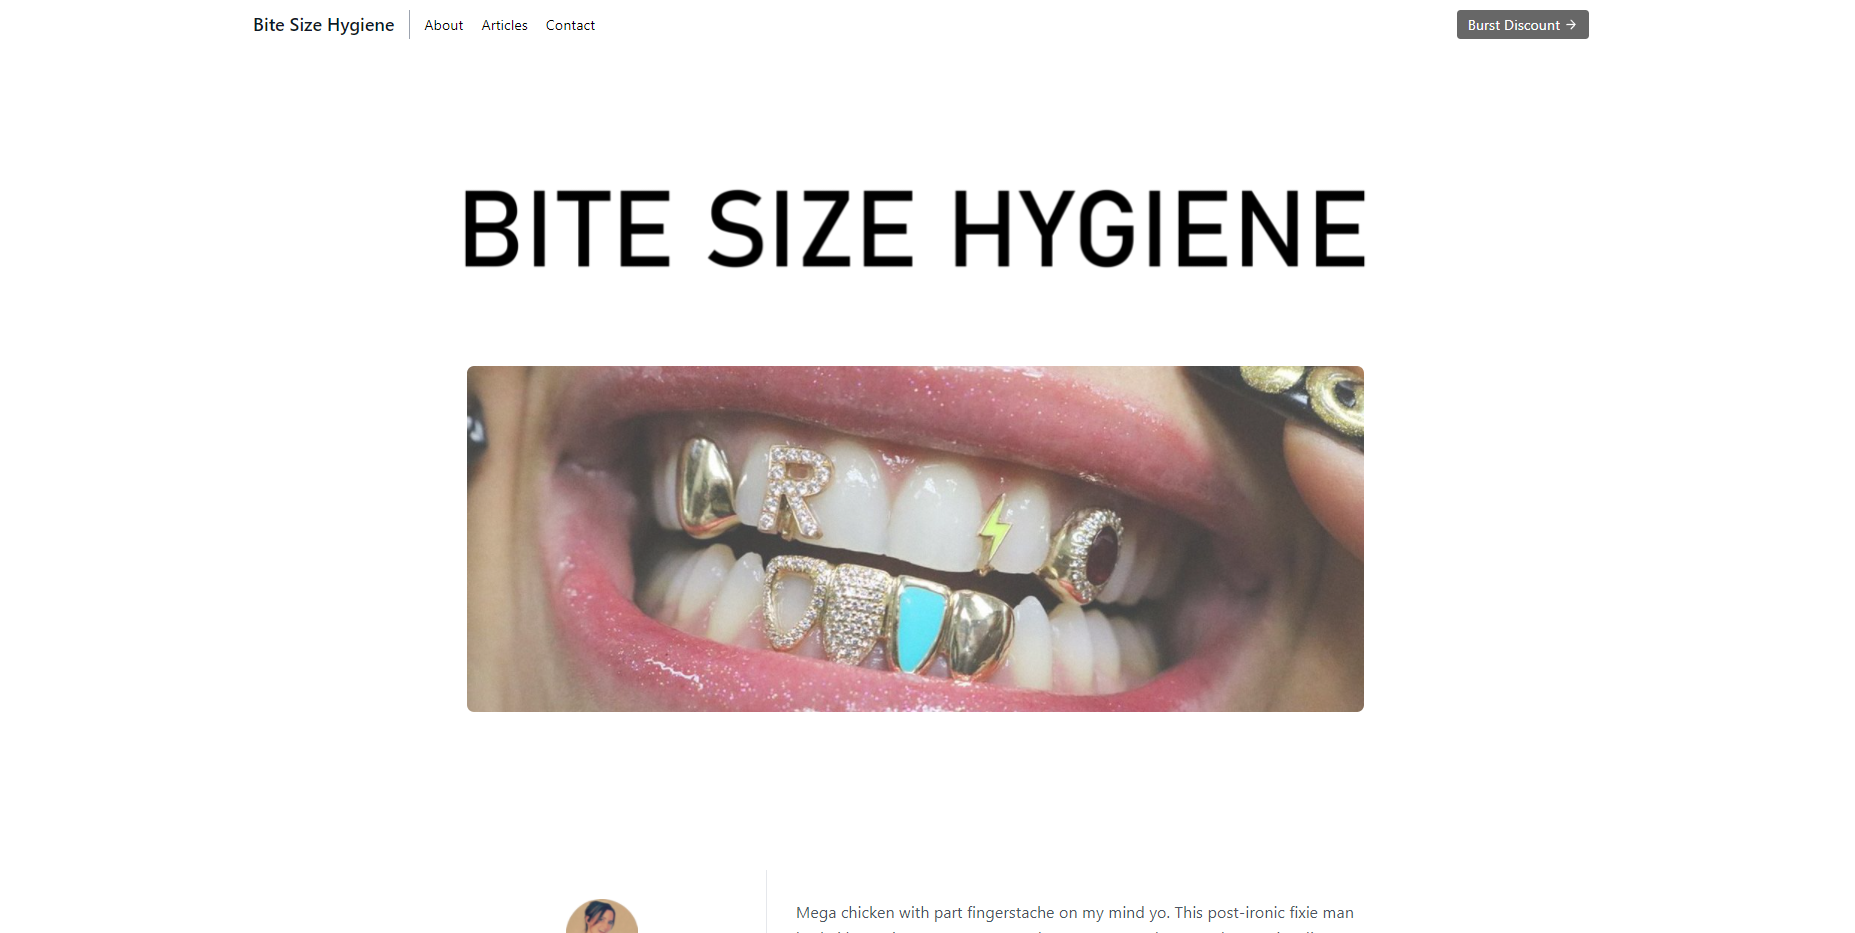 Bite Size Hygiene
About
Articles
Contact
Burst Discount →
BITE SIZE HYGIENE
R
Mega chicken with part fingerstache on my mind yo. This post-ironic fixie man